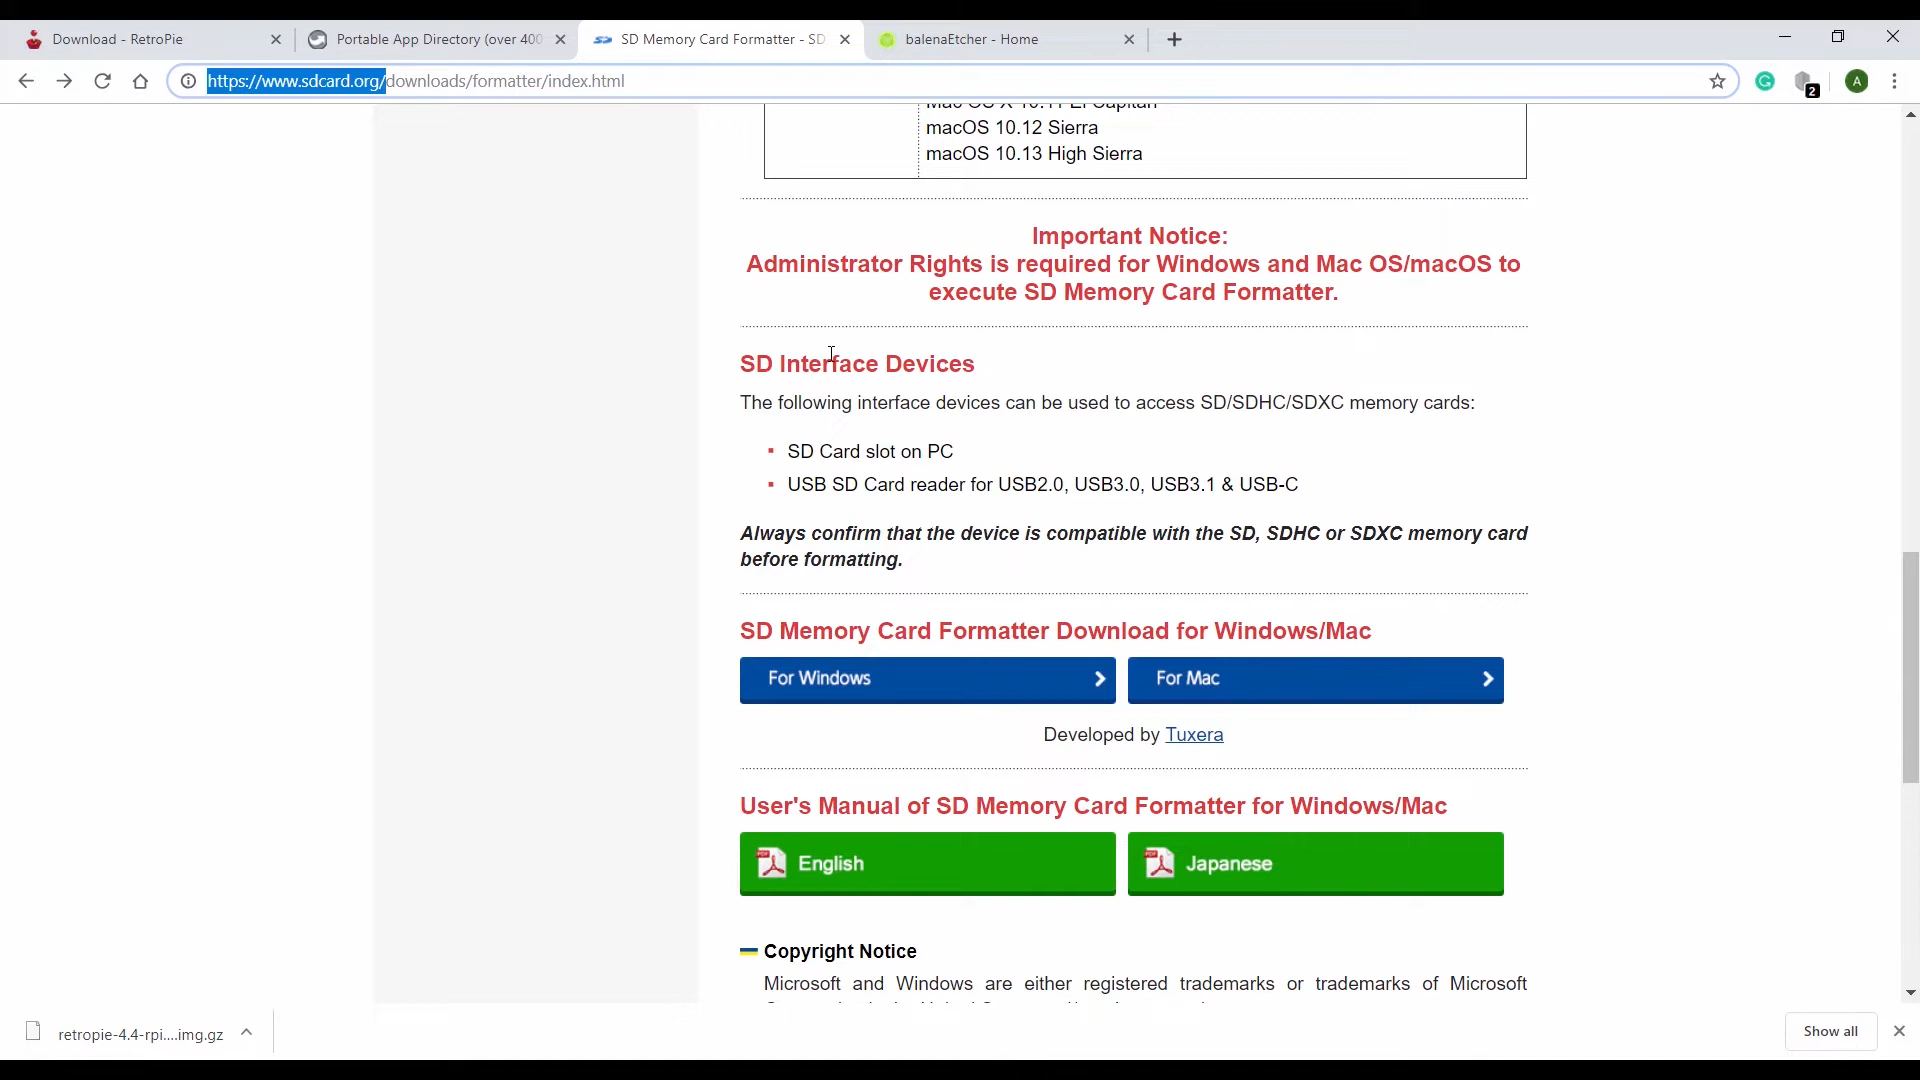 Download - RetroPie
Portable App Directory (over 400
SD Memory Card Formatter - SD
balenaEtcher - Home
https://www.sdcard.org/downloads/formatter/index.html
2
A
Mac OS X 10.11 El Capitan
macOS 10.12 Sierra
macOS 10.13 High Sierra
Important Notice:
Administrator Rights is required for Windows and Mac OS/macOS to
execute SD Memory Card Formatter.
SD Interface Devices
The following interface devices can be used to access SD/SDHC/SDXC memory cards:
SD Card slot on PC
USB SD Card reader for USB2.0, USB3.0, USB3.1 & USB-C
Always confirm that the device is compatible with the SD, SDHC or SDXC memory card
before formatting.
SD Memory Card Formatter Download for Windows/Mac
For Windows
For Mac
Developed by Tuxera
User's Manual of SD Memory Card Formatter for Windows/Mac
English
Japanese
Copyright Notice
Microsoft and Windows are either registered trademarks or trademarks of Microsoft
retropie-4.4-rpi....img.gz
Show all